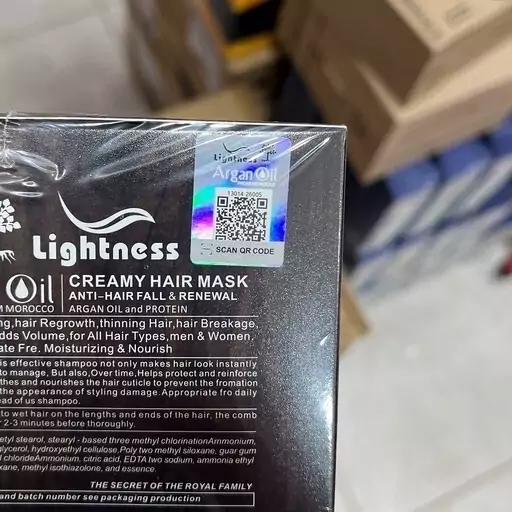 Lightness
Argan Oil
13014 26005
SCAN QR CODE
Lightness
Oil
MOROCCO
CREAMY HAIR MASK
ANTI-HAIR FALL & RENEWAL
ARGAN OIL and PROTEIN
ng,hair Regrowth,thinning Hair,hair Breakage,
dds Volume,for All Hair Types,men & Women.
ate Fre. Moisturizing & Nourish
is effective shampoo not only makes hair look instantly
to manage, But also,Over time,Helps protect and reinforce
thes and nourishes the hair cuticle to prevent the fromation
the appearance of styling damage. Appropriate fro daily
ead of us shampoo.
to wet hair on the lengths and ends of the hair, the comb
2-3 minutes before thoroughly.
etyl stearol, stearyl - based three methyl chlorinationAmmonium,
glycerol, hydroxyethyl cellulose,Poly two methyl siloxane, guar gum
l chlorideAmmonium, citric acid, EDTA two sodium, ammonia ethyl
xane, methyl isothiazolone, and essence.
THE SECRET OF THE ROYAL FAMILY
and batch number see packaging production